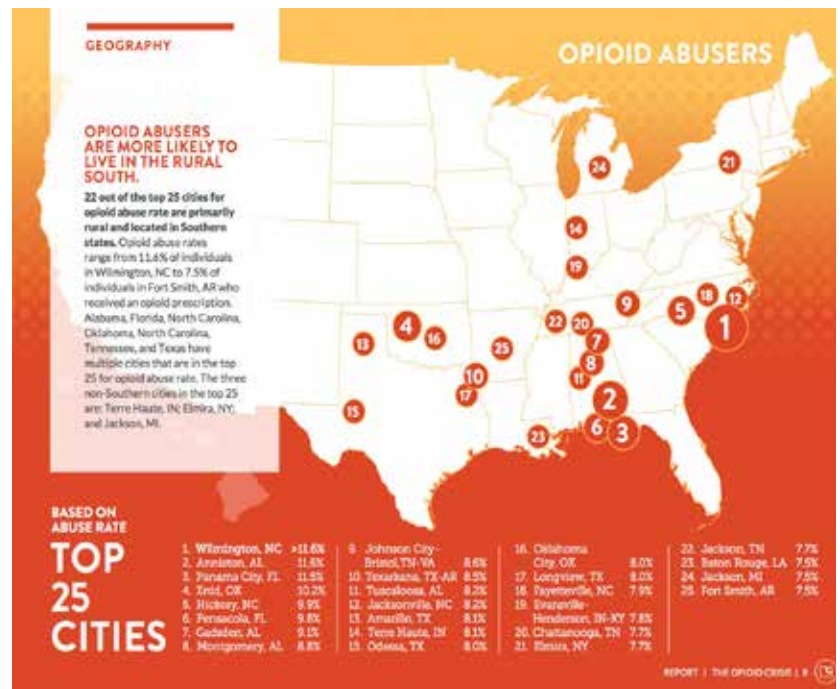 GEOGRAPHY
OPIOID ABUSERS
OPIOID ABUSERS
ARE MORE LIKELY TO
LIVE IN THE RURAL
SOUTH.
22 out of the top 25 cities for
opioid abuse rate are primarily
rural and located in Southern
states. Opioid abuse rates
range from 11.6% of individuals
in Wilmington, NC to 7.5% of
individuals in Fort Smith, AR who
received an opioid prescription.
Alabama, Florida, North Carolina,
Oklahoma, North Carolina,
Tennessee, and Texas have
multiple cities that are in the top
25 for opioid abuse rate. The three
non-Southern cities in the top 25
are: Terre Haute, IN; Elmira, NY;
and Jackson, MI.
24
21
14
19
9
5
18
12
1
22
20
4
16
13
25
7
8
11
10
17
15
2
6
3
23
BASED ON
ABUSE RATE
TOP
25
CITIES
1. Wilmington, NC >11.6%
2. Anniston, AL 11.6%
3. Panama City, FL 11.5%
4. Enid, OK 10.2%
5. Hickory, NC 9.9%
6. Pensacola, FL 9.8%
7. Gadsden, AL 9.1%
8. Montgomery, AL 8.8%
9. Johnson City-
Bristol, TN-VA 8.6%
10. Texarkana, TX-AR 8.5%
11. Tuscaloosa, AL 8.2%
12. Jacksonville, NC 8.2%
13. Amarillo, TX 8.1%
14. Terre Haute, IN 8.1%
15. Odessa, TX 8.0%
16. Oklahoma
City, OK 8.0%
17. Longview, TX 8.0%
18. Fayetteville, NC 7.9%
19. Evansville-
Henderson, IN-KY 7.8%
20. Chattanooga, TN 7.7%
21. Elmira, NY 7.7%
22. Jackson, TN 7.7%
23. Baton Rouge, LA 7.5%
24. Jackson, MI 7.5%
25. Fort Smith, AR 7.5%
REPORT | THE OPIOID CRISIS | 8